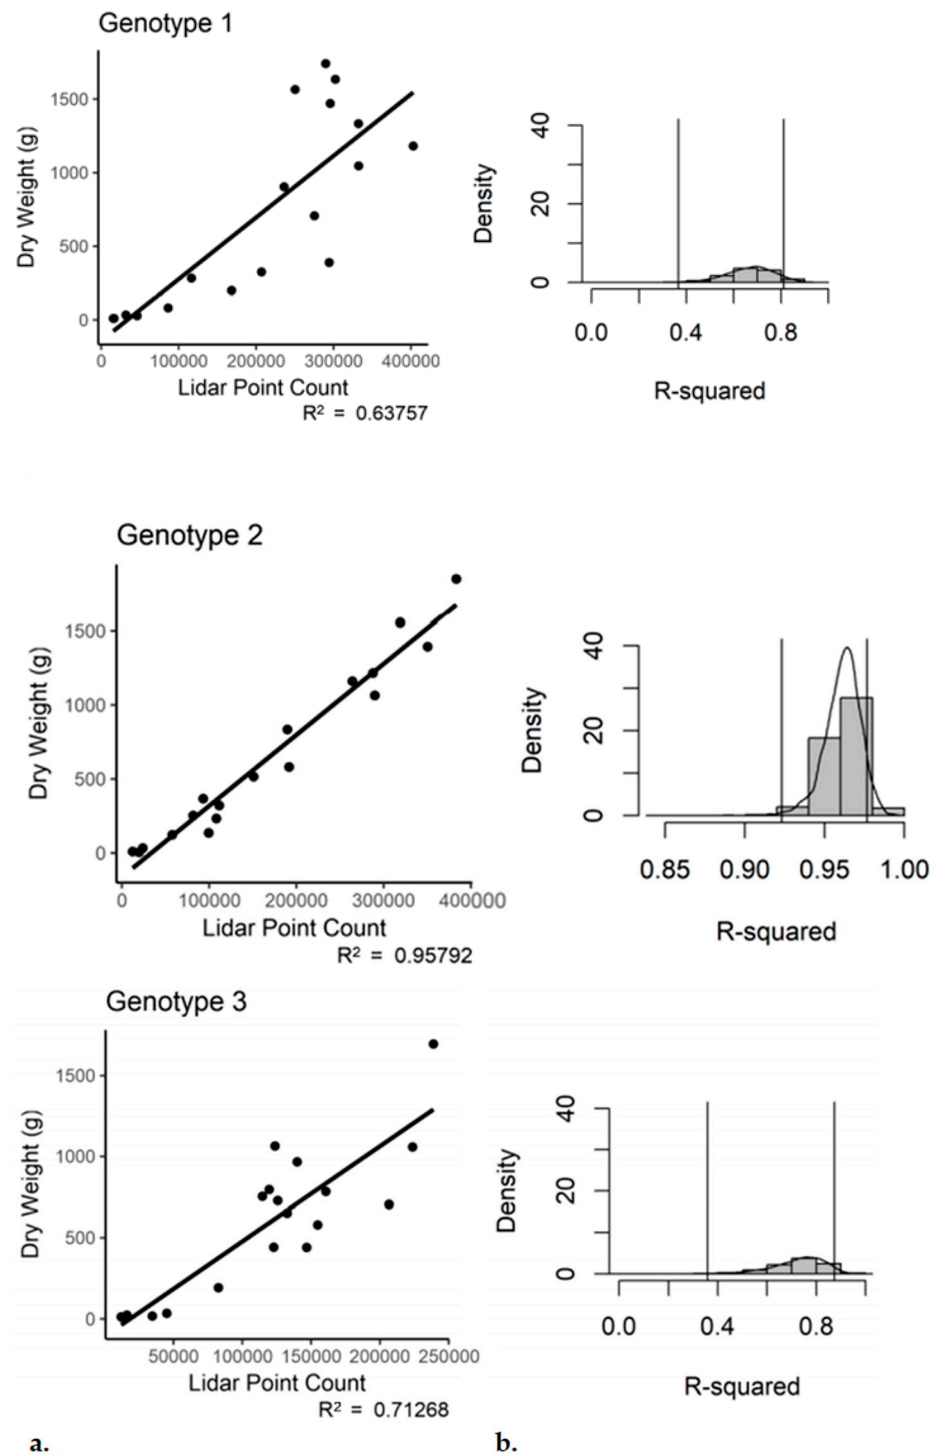 Genotype 1
Dry Weight (g)
1500
1000
500
0
0 100000 200000 300000 400000
Lidar Point Count
R² = 0.63757
Density
40
20
0
0.0 0.4 0.8
R-squared
Genotype 2
Dry Weight (g)
1500
1000
500
0
0 100000 200000 300000 400000
Lidar Point Count
R² = 0.95792
Density
40
20
0
0.85 0.90 0.95 1.00
R-squared
Genotype 3
Dry Weight (g)
1500
1000
500
0
50000 100000 150000 200000 250000
Lidar Point Count
R² = 0.71268
Density
40
20
0
0.0 0.4 0.8
R-squared
a. b.